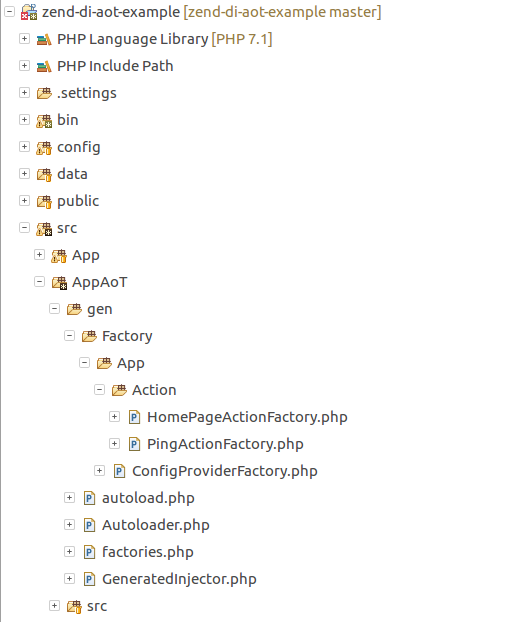 zend-di-aot-example [zend-di-aot-example master]
PHP Language Library [PHP 7.1]
PHP Include Path
.settings
bin
config
data
public
src
App
AppAoT
gen
Factory
App
Action
HomePageActionFactory.php
PingActionFactory.php
ConfigProviderFactory.php
autoload.php
Autoloader.php
factories.php
GeneratedInjector.php
src